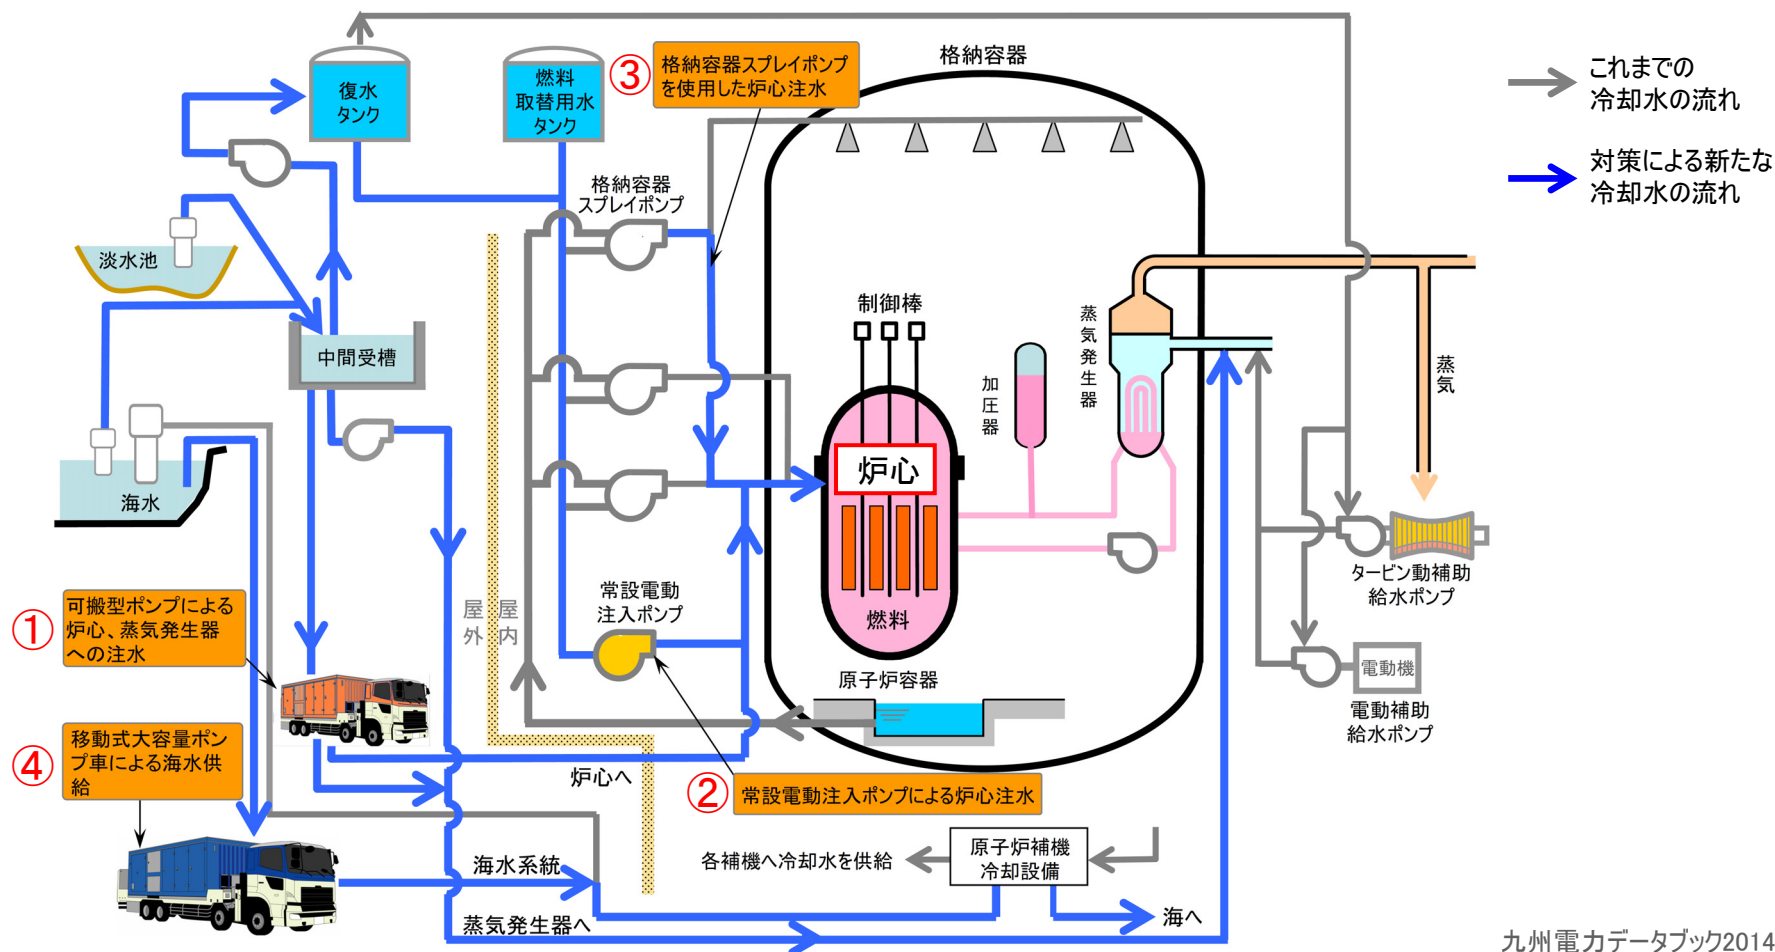 ③
格納容器スプレイポンプ
を使用した炉心注水
格納容器
これまでの
冷却水の流れ
対策による新たな
冷却水の流れ
復水
タンク
燃料
取替用水
タンク
格納容器
スプレイポンプ
淡水池
中間受槽
海水
制御棒
蒸気発生器
加圧器
蒸気
炉心
燃料
タービン動補助
給水ポンプ
①
可搬型ポンプによる
炉心、蒸気発生器
への注水
屋外
屋内
常設電動
注入ポンプ
原子炉容器
電動機
電動補助
給水ポンプ
④
移動式大容量ポン
プ車による海水供
給
炉心へ
②
常設電動注入ポンプによる炉心注水
海水系統
各補機へ冷却水を供給
原子炉補機
冷却設備
蒸気発生器へ
海へ
九州電力データブック2014